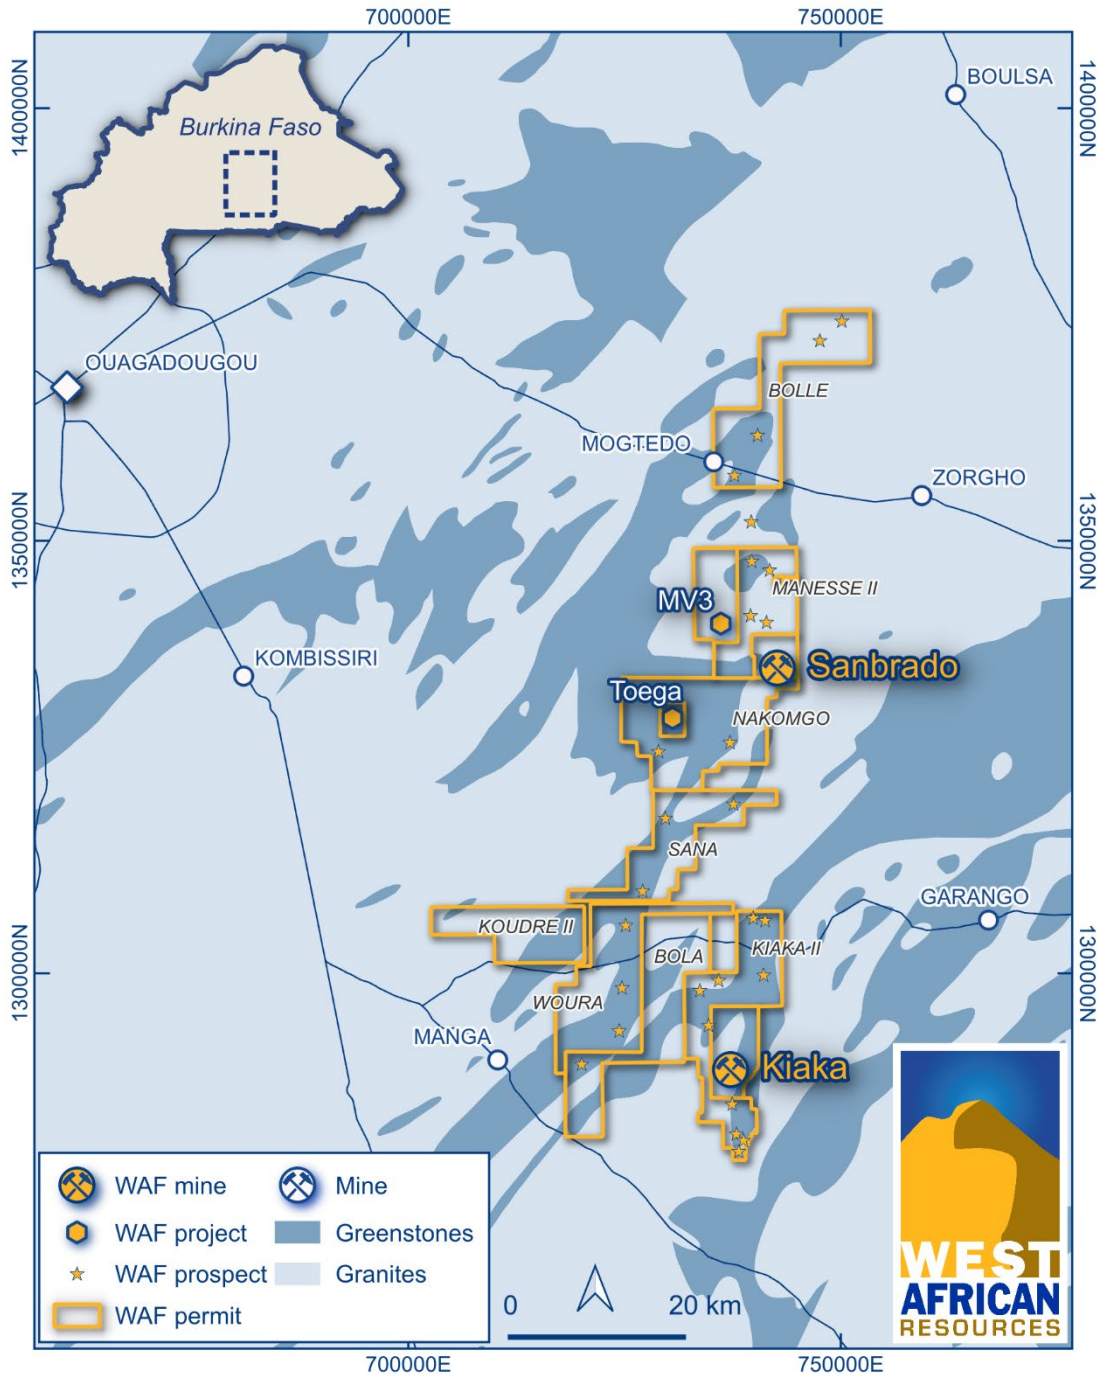 700000E
750000E
1400000N
1400000N
BOULSA
Burkina Faso
OUAGADOUGOU
BOLLE
MOGTEDO
ZORGHO
1350000N
1350000N
MANESSE II
MV3
KOMBISSIRI
Sanbrado
Toega
NAKOMGO
SANA
GARANGO
KOUDRE II
BOLA
KIAKA II
1300000N
1300000N
WOURA
MANGA
Kiaka
WAF mine
Mine
WAF project
Greenstones
WAF prospect
Granites
WAF permit
0
20 km
WEST
AFRICAN
RESOURCES
700000E
750000E